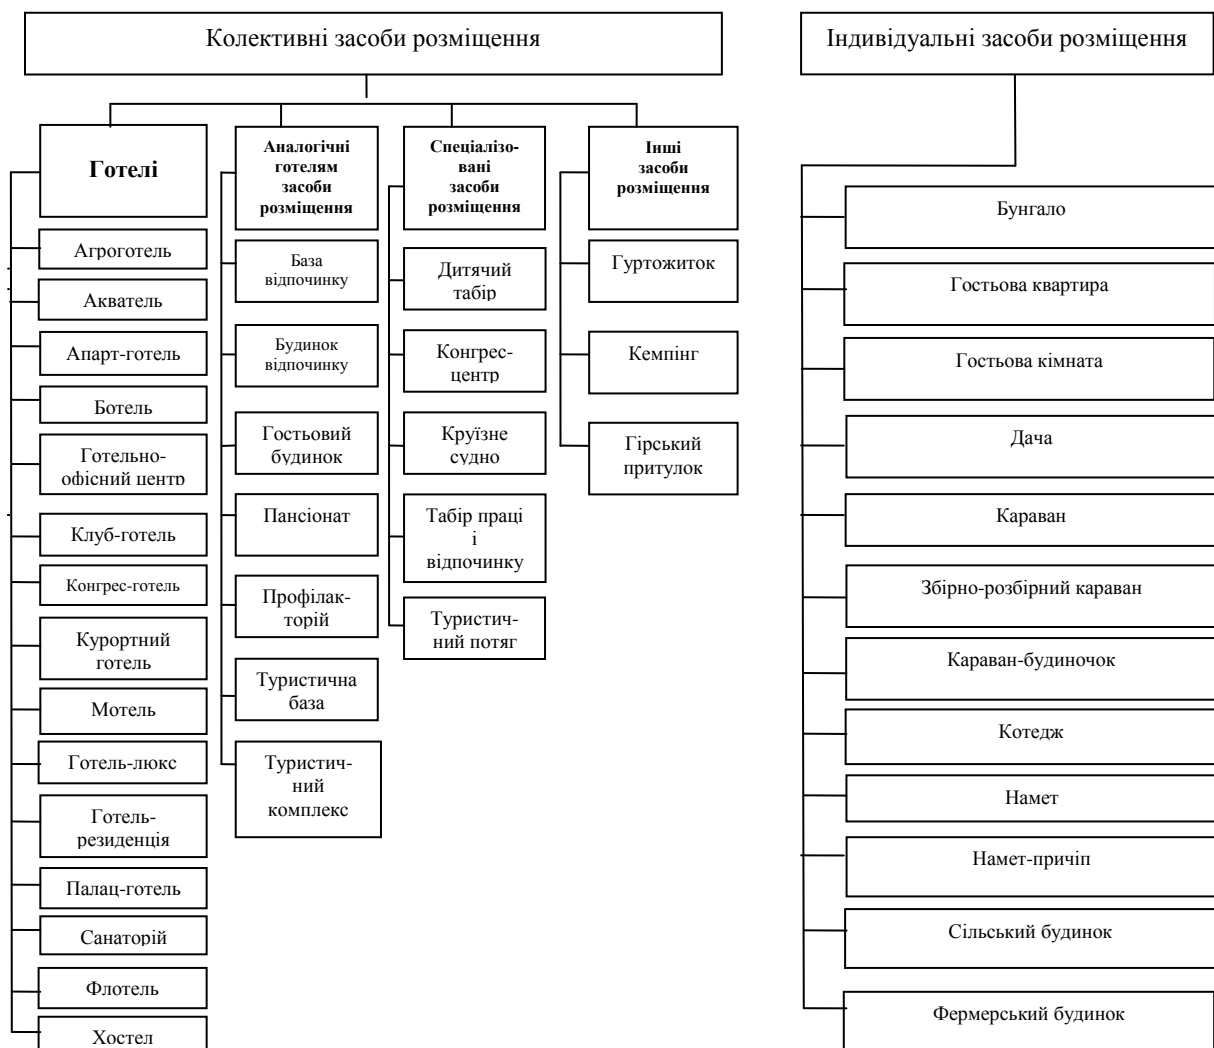 Колективні засоби розміщення
Індивідуальні засоби розміщення
Готелі
Агроготель
Акватель
Апарт-готель
Ботель
Готельно-
офісний центр
Клуб-готель
Конгрес-готель
Курортний
готель
Мотель
Готель-люкс
Готель-
резиденція
Палац-готель
Санаторій
Флотель
Хостел
Аналогічні
готелям
засоби
розміщення
База
відпочинку
Будинок
відпочинку
Гостьовий
будинок
Пансіонат
Профілак-
торій
Туристична
база
Туристич-
ний
комплекс
Спеціалізо-
вані
засоби
розміщення
Дитячий
табір
Конгрес-
центр
Круїзне
судно
Табір праці
і
відпочинку
Туристич-
ний потяг
Інші
засоби
розміщення
Гуртожиток
Кемпінг
Гірський
притулок
Бунгало
Гостьова квартира
Гостьова кімната
Дача
Караван
Збірно-розбірний караван
Караван-будиночок
Котедж
Намет
Намет-причіп
Сільський будинок
Фермерський будинок